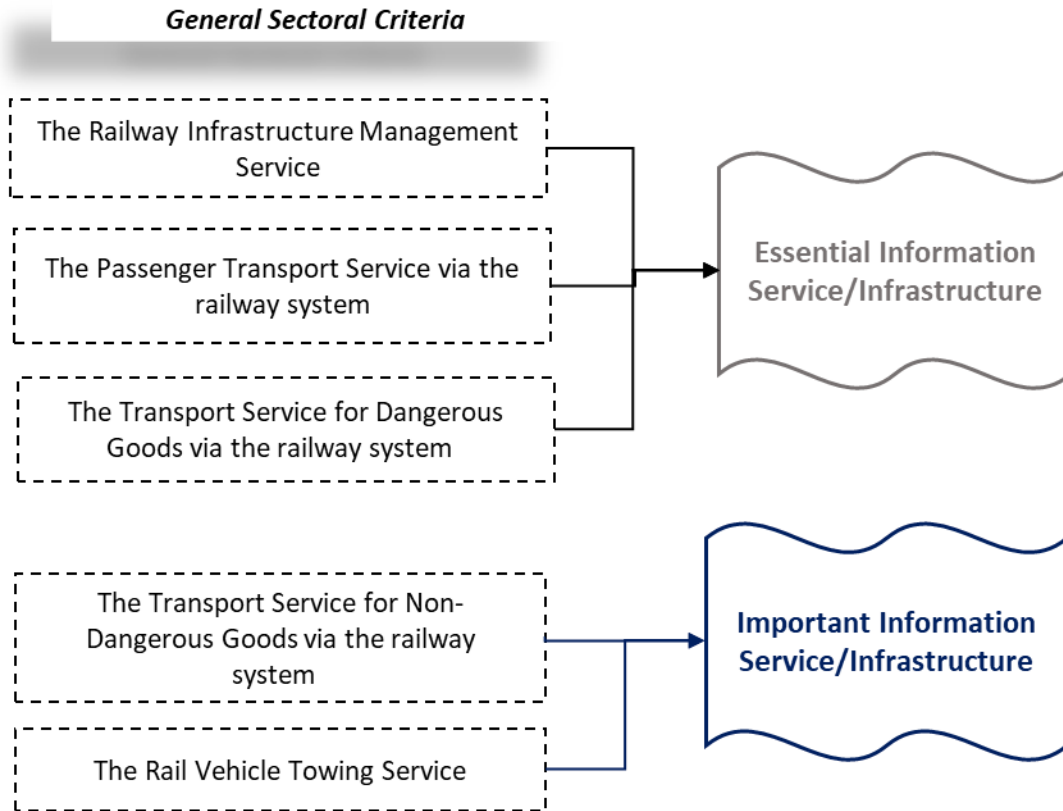 General Sectoral Criteria
The Railway Infrastructure Management
Service
The Passenger Transport Service via the
railway system
The Transport Service for Dangerous
Goods via the railway system
Essential Information
Service/Infrastructure
The Transport Service for Non-
Dangerous Goods via the railway
system
The Rail Vehicle Towing Service
Important Information
Service/Infrastructure